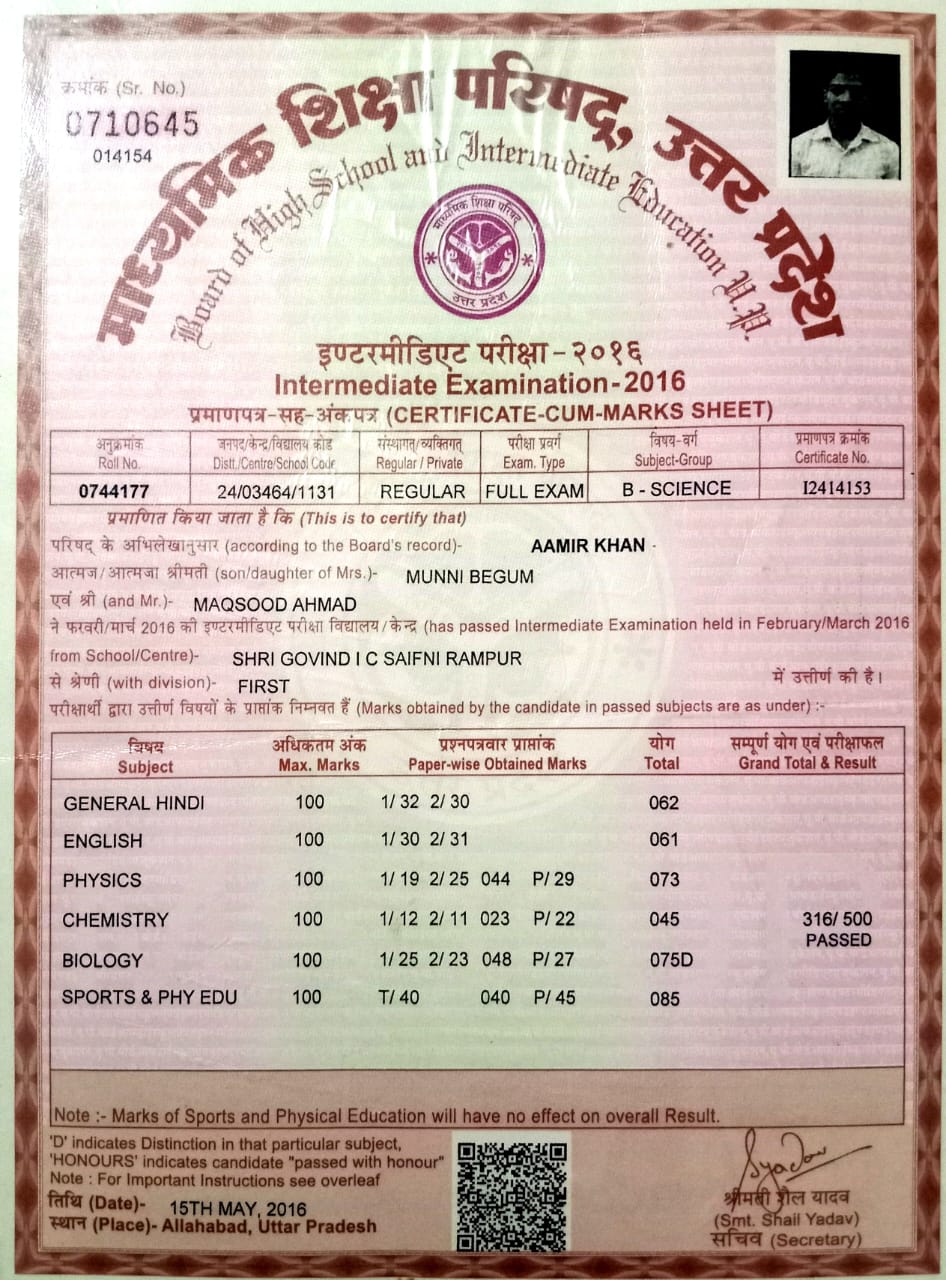 क्रमांक (Sr. No.)
0710645
014154
माध्यमिक शिक्षा परिषद्, उत्तर प्रदेश
Board of High School and Intermediate Education U.P.
माध्यमिक शिक्षा परिषद्
उत्तर प्रदेश
इण्टरमीडिएट परीक्षा - २०१६
Intermediate Examination - 2016
प्रमाणपत्र-सह-अंकपत्र (CERTIFICATE-CUM-MARKS SHEET)
अनुक्रमांक जनपद/केन्द्र/विद्यालय कोड संस्थागत/व्यक्तिगत् परीक्षा प्रवर्ग विषय-वर्ग प्रमाणपत्र क्रमांक
Roll No. Distt./Centre/School Code Regular / Private Exam. Type Subject-Group Certificate No.
0744177 24/03464/1131 REGULAR FULL EXAM B - SCIENCE I2414153
प्रमाणित किया जाता है कि (This is to certify that)
परिषद् के अभिलेखानुसार (according to the Board's record)- AAMIR KHAN
आत्मज/आत्मजा श्रीमती (son/daughter of Mrs.)- MUNNI BEGUM
एवं श्री (and Mr.)- MAQSOOD AHMAD
ने फरवरी/मार्च 2016 की इण्टरमीडिएट परीक्षा विद्यालय/केन्द्र (has passed Intermediate Examination held in February/March 2016
from School/Centre)- SHRI GOVIND I C SAIFNI RAMPUR
से श्रेणी (with division)- FIRST में उत्तीर्ण की है।
परीक्षार्थी द्वारा उत्तीर्ण विषयों के प्राप्तांक निम्नवत हैं (Marks obtained by the candidate in passed subjects are as under) :-
विषय अधिकतम अंक प्रश्नपत्रवार प्राप्तांक योग सम्पूर्ण योग एवं परीक्षाफल
Subject Max. Marks Paper-wise Obtained Marks Total Grand Total & Result
GENERAL HINDI 100 1/ 32 2/ 30 062
ENGLISH 100 1/ 30 2/ 31 061
PHYSICS 100 1/ 19 2/ 25 044 P/ 29 073
CHEMISTRY 100 1/ 12 2/ 11 023 P/ 22 045 316/ 500
PASSED
BIOLOGY 100 1/ 25 2/ 23 048 P/ 27 075D
SPORTS & PHY EDU 100 T/ 40 040 P/ 45 085
Note :- Marks of Sports and Physical Education will have no effect on overall Result.
'D' indicates Distinction in that particular subject,
'HONOURS' indicates candidate "passed with honour"
Note : For Important Instructions see overleaf
तिथि (Date)- 15TH MAY, 2016
स्थान (Place)- Allahabad, Uttar Pradesh
SYadav
श्रीमती शैल यादव
(Smt. Shail Yadav)
सचिव (Secretary)